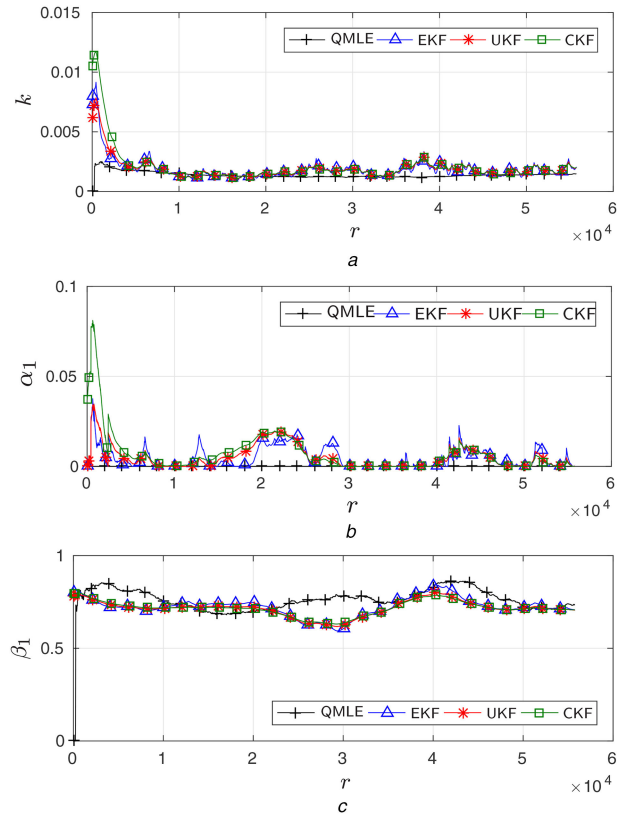 0.015
0.01
0.005
0
k
QMLE EKF UKF CKF
0 1 2 3 4 5 6
×10^4
r
a
0.1
0.05
0
α1
QMLE EKF UKF CKF
0 1 2 3 4 5 6
×10^4
r
b
1
0.5
0
β1
QMLE EKF UKF CKF
0 1 2 3 4 5 6
×10^4
r
c